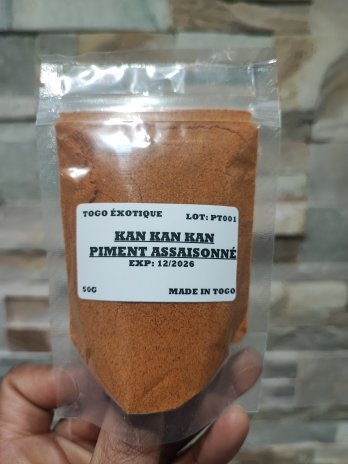 TOGO ÉXOTIQUE LOT: PT001
KAN KAN KAN
PIMENT ASSAISONNÉ
EXP: 12/2026
50G MADE IN TOGO